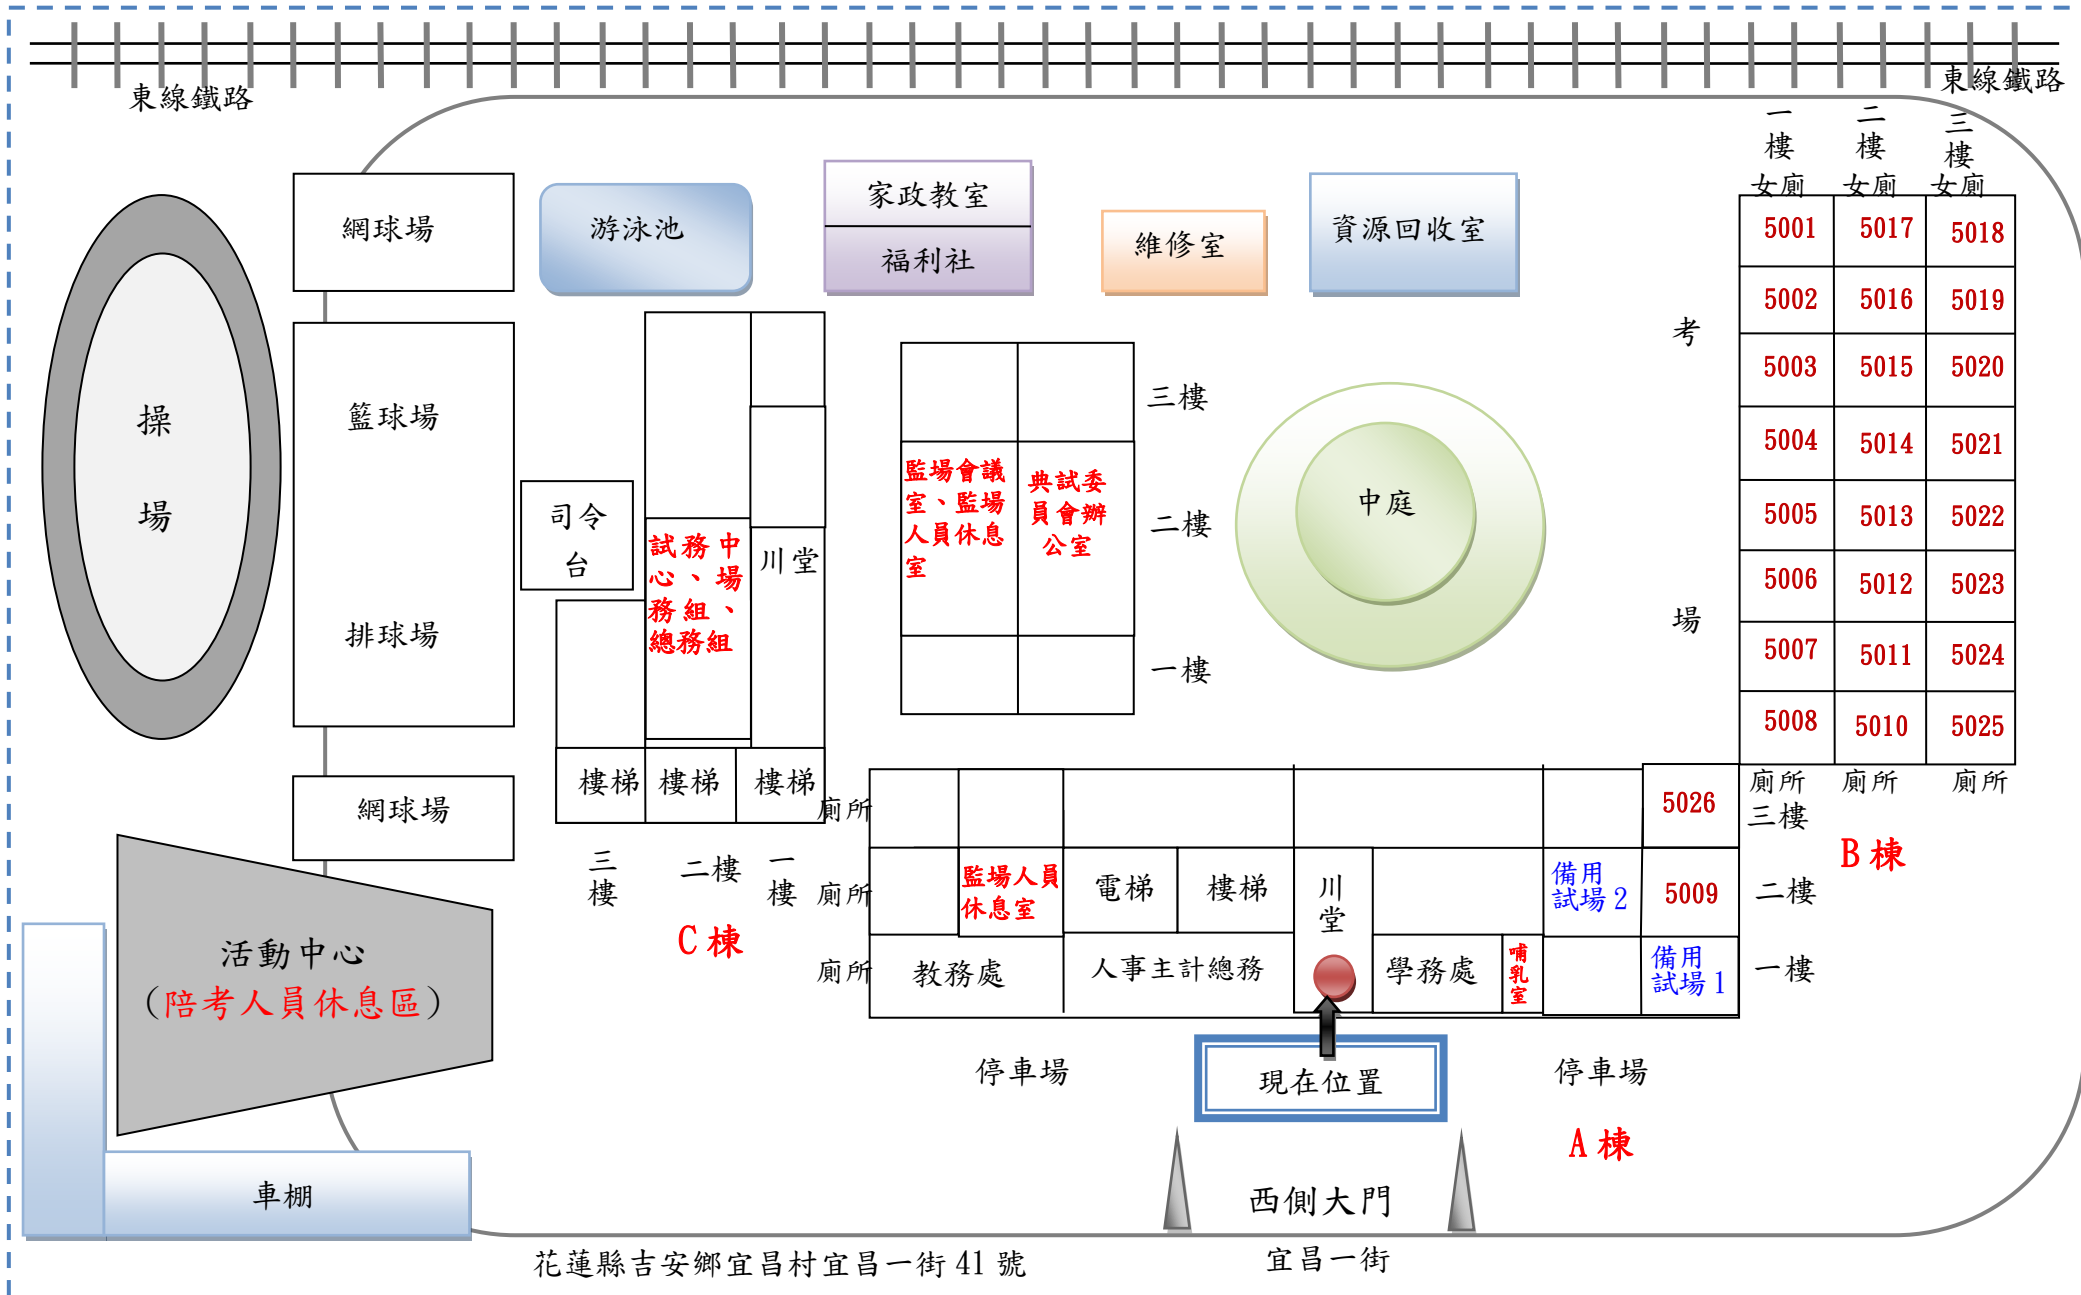 東線鐵路
東線鐵路
一樓
二樓
三樓
女廁
女廁
女廁
網球場
游泳池
家政教室
福利社
維修室
資源回收室
5001 5017 5018
5002 5016 5019
5003 5015 5020
5004 5014 5021
5005 5013 5022
5006 5012 5023
5007 5011 5024
5008 5010 5025
廁所
廁所
廁所
考
場
操
場
籃球場
排球場
網球場
司令
台
試務中
心、場
務組、
總務組
川堂
樓梯
樓梯
樓梯
三樓
二樓
一樓
C棟
監場會議
室、監場
人員休息
室
典試委
員會辦
公室
三樓
二樓
一樓
中庭
廁所
5026
三樓
B棟
廁所
監場人員
休息室
電梯
樓梯
川堂
備用
試場2
5009
二樓
廁所
教務處
人事主計總務
學務處
哺乳室
備用
試場1
一樓
活動中心
(陪考人員休息區)
停車場
現在位置
停車場
A棟
車棚
西側大門
花蓮縣吉安鄉宜昌村宜昌一街 41 號
宜昌一街